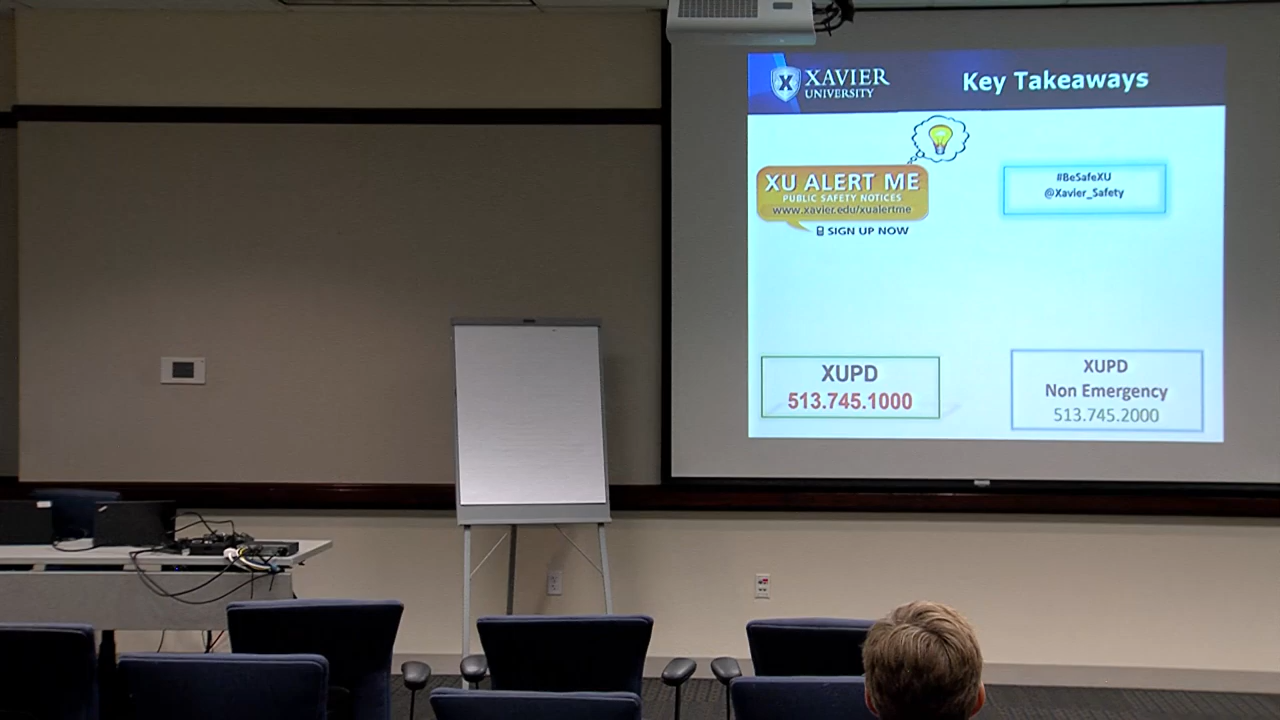 XAVIER
UNIVERSITY
Key Takeaways
XU ALERT ME
PUBLIC SAFETY NOTICES
www.xavier.edu/xualertme
SIGN UP NOW
#BeSafeXU
@Xavier_Safety
XUPD
513.745.1000
XUPD
Non Emergency
513.745.2000